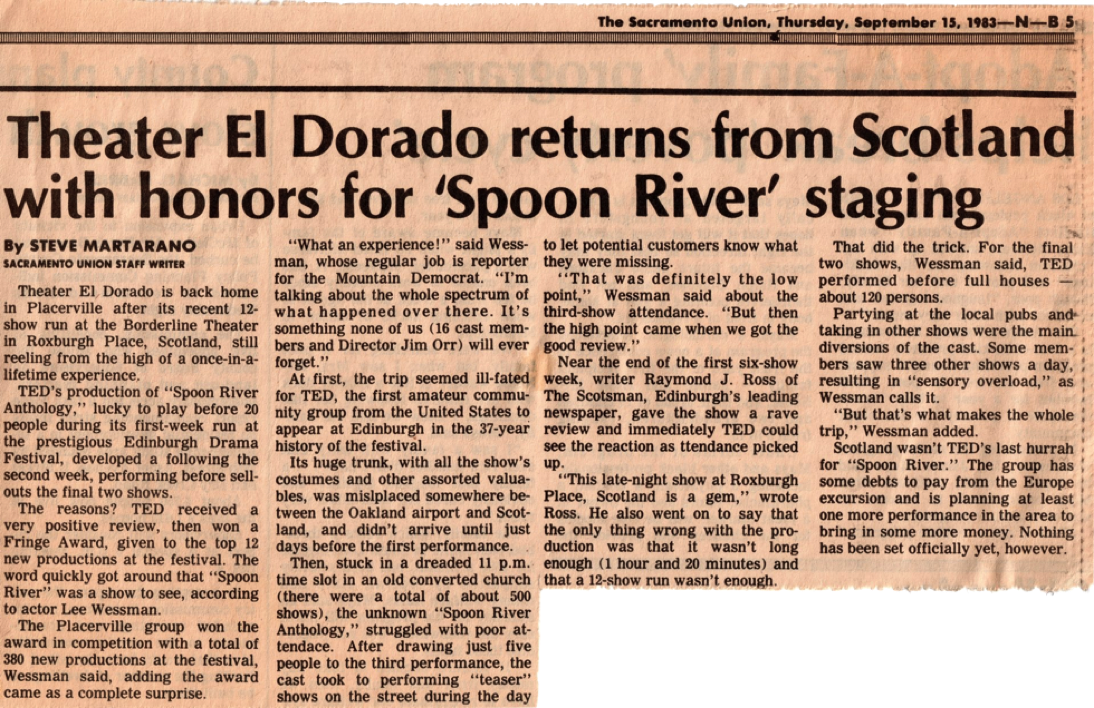 The Sacramento Union, Thursday, September 15, 1983—N—B 5
Theater El Dorado returns from Scotland
with honors for 'Spoon River' staging
By STEVE MARTARANO
SACRAMENTO UNION STAFF WRITER
Theater El Dorado is back home
in Placerville after its recent 12-
show run at the Borderline Theater
in Roxburgh Place, Scotland, still
reeling from the high of a once-in-a-
lifetime experience.
TED's production of "Spoon River
Anthology," lucky to play before 20
people during its first-week run at
the prestigious Edinburgh Drama
Festival, developed a following the
second week, performing before sell-
outs the final two shows.
The reasons? TED received a
very positive review, then won a
Fringe Award, given to the top 12
new productions at the festival. The
word quickly got around that "Spoon
River" was a show to see, according
to actor Lee Wessman.
The Placerville group won the
award in competition with a total of
380 new productions at the festival,
Wessman said, adding the award
came as a complete surprise.
"What an experience!" said Wess-
man, whose regular job is reporter
for the Mountain Democrat. "I'm
talking about the whole spectrum of
what happened over there. It's
something none of us (16 cast mem-
bers and Director Jim Orr) will ever
forget."
At first, the trip seemed ill-fated
for TED, the first amateur commu-
nity group from the United States to
appear at Edinburgh in the 37-year
history of the festival.
Its huge trunk, with all the show's
costumes and other assorted valua-
bles, was mislplaced somewhere be-
tween the Oakland airport and Scot-
land, and didn't arrive until just
days before the first performance.
Then, stuck in a dreaded 11 p.m.
time slot in an old converted church
(there were a total of about 500
shows), the unknown "Spoon River
Anthology," struggled with poor at-
tendace. After drawing just five
people to the third performance, the
cast took to performing "teaser"
shows on the street during the day
to let potential customers know what
they were missing.
"That was definitely the low
point," Wessman said about the
third-show attendance. "But then
the high point came when we got the
good review."
Near the end of the first six-show
week, writer Raymond J. Ross of
The Scotsman, Edinburgh's leading
newspaper, gave the show a rave
review and immediately TED could
see the reaction as ttendance picked
up.
"This late-night show at Roxburgh
Place, Scotland is a gem," wrote
Ross. He also went on to say that
the only thing wrong with the pro-
duction was that it wasn't long
enough (1 hour and 20 minutes) and
that a 12-show run wasn't enough.
That did the trick. For the final
two shows, Wessman said, TED
performed before full houses —
about 120 persons.
Partying at the local pubs and
taking in other shows were the main
diversions of the cast. Some mem-
bers saw three other shows a day,
resulting in "sensory overload," as
Wessman calls it.
"But that's what makes the whole
trip," Wessman added.
Scotland wasn't TED's last hurrah
for "Spoon River." The group has
some debts to pay from the Europe
excursion and is planning at least
one more performance in the area to
bring in some more money. Nothing
has been set officially yet, however.